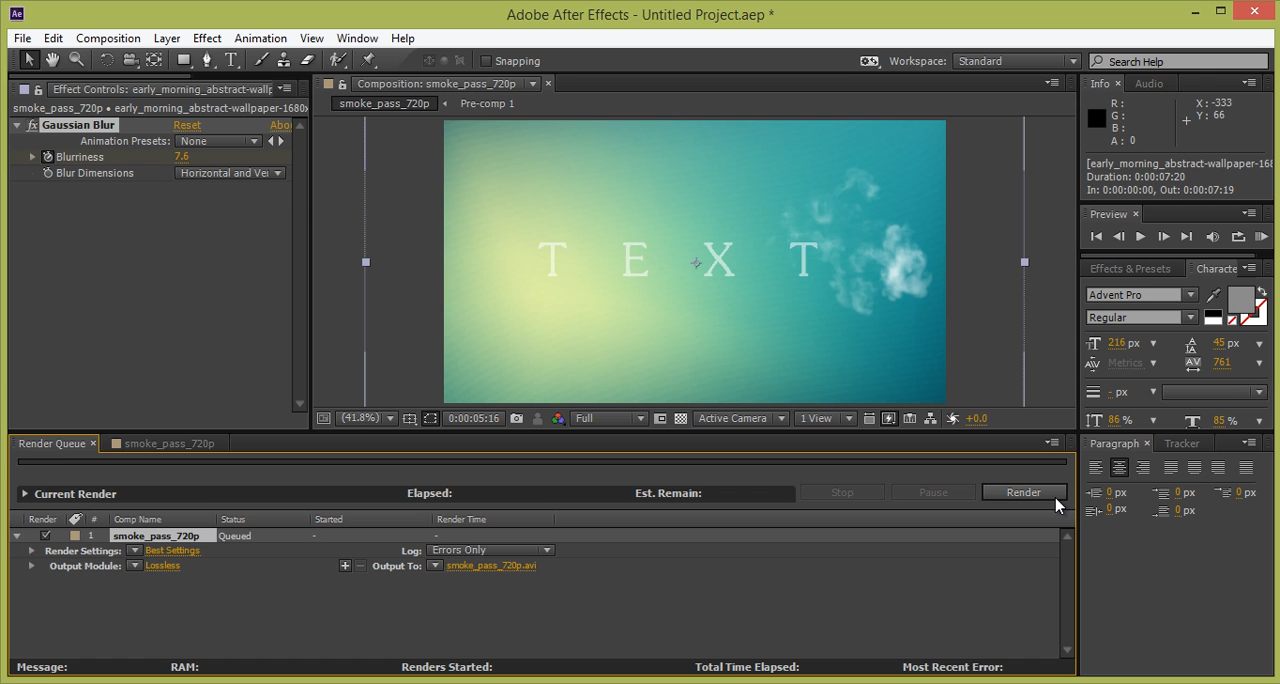 Ae
Adobe After Effects - Untitled Project.aep *
File Edit Composition Layer Effect Animation View Window Help
T
Snapping
Workspace: Standard
Search Help
Effect Controls: early_morning_abstract-wallp
smoke_pass_720p • early_morning_abstract-wallpaper-1680x
fx Gaussian Blur Reset Abo
Animation Presets: None
Blurriness 7.6
Blur Dimensions Horizontal and Ver
Composition: smoke_pass_720p ×
smoke_pass_720p Pre-comp 1
T E X T
(41.8%) 0:00:05:16 Full Active Camera 1 View +0.0
Info × Audio
R : X : -333
G : Y : 66
B :
A : 0
[early_morning_abstract-wallpaper-168
Duration: 0:00:07:20
In: 0:00:00:00, Out: 0:00:07:19
Preview ×
Effects & Presets Characte
Advent Pro
Regular
216 px 45 px
Metrics 761
- px
86 % 85 %
Paragraph × Tracker
0 px 0 px 0 px
0 px 0 px
Render Queue × smoke_pass_720p
Current Render Elapsed: Est. Remain: Stop Pause Render
Render # Comp Name Status Started Render Time
1 smoke_pass_720p Queued - -
Render Settings: Best Settings Log: Errors Only
Output Module: Lossless + Output To: smoke_pass_720p.avi
Message: RAM: Renders Started: Total Time Elapsed: Most Recent Error: